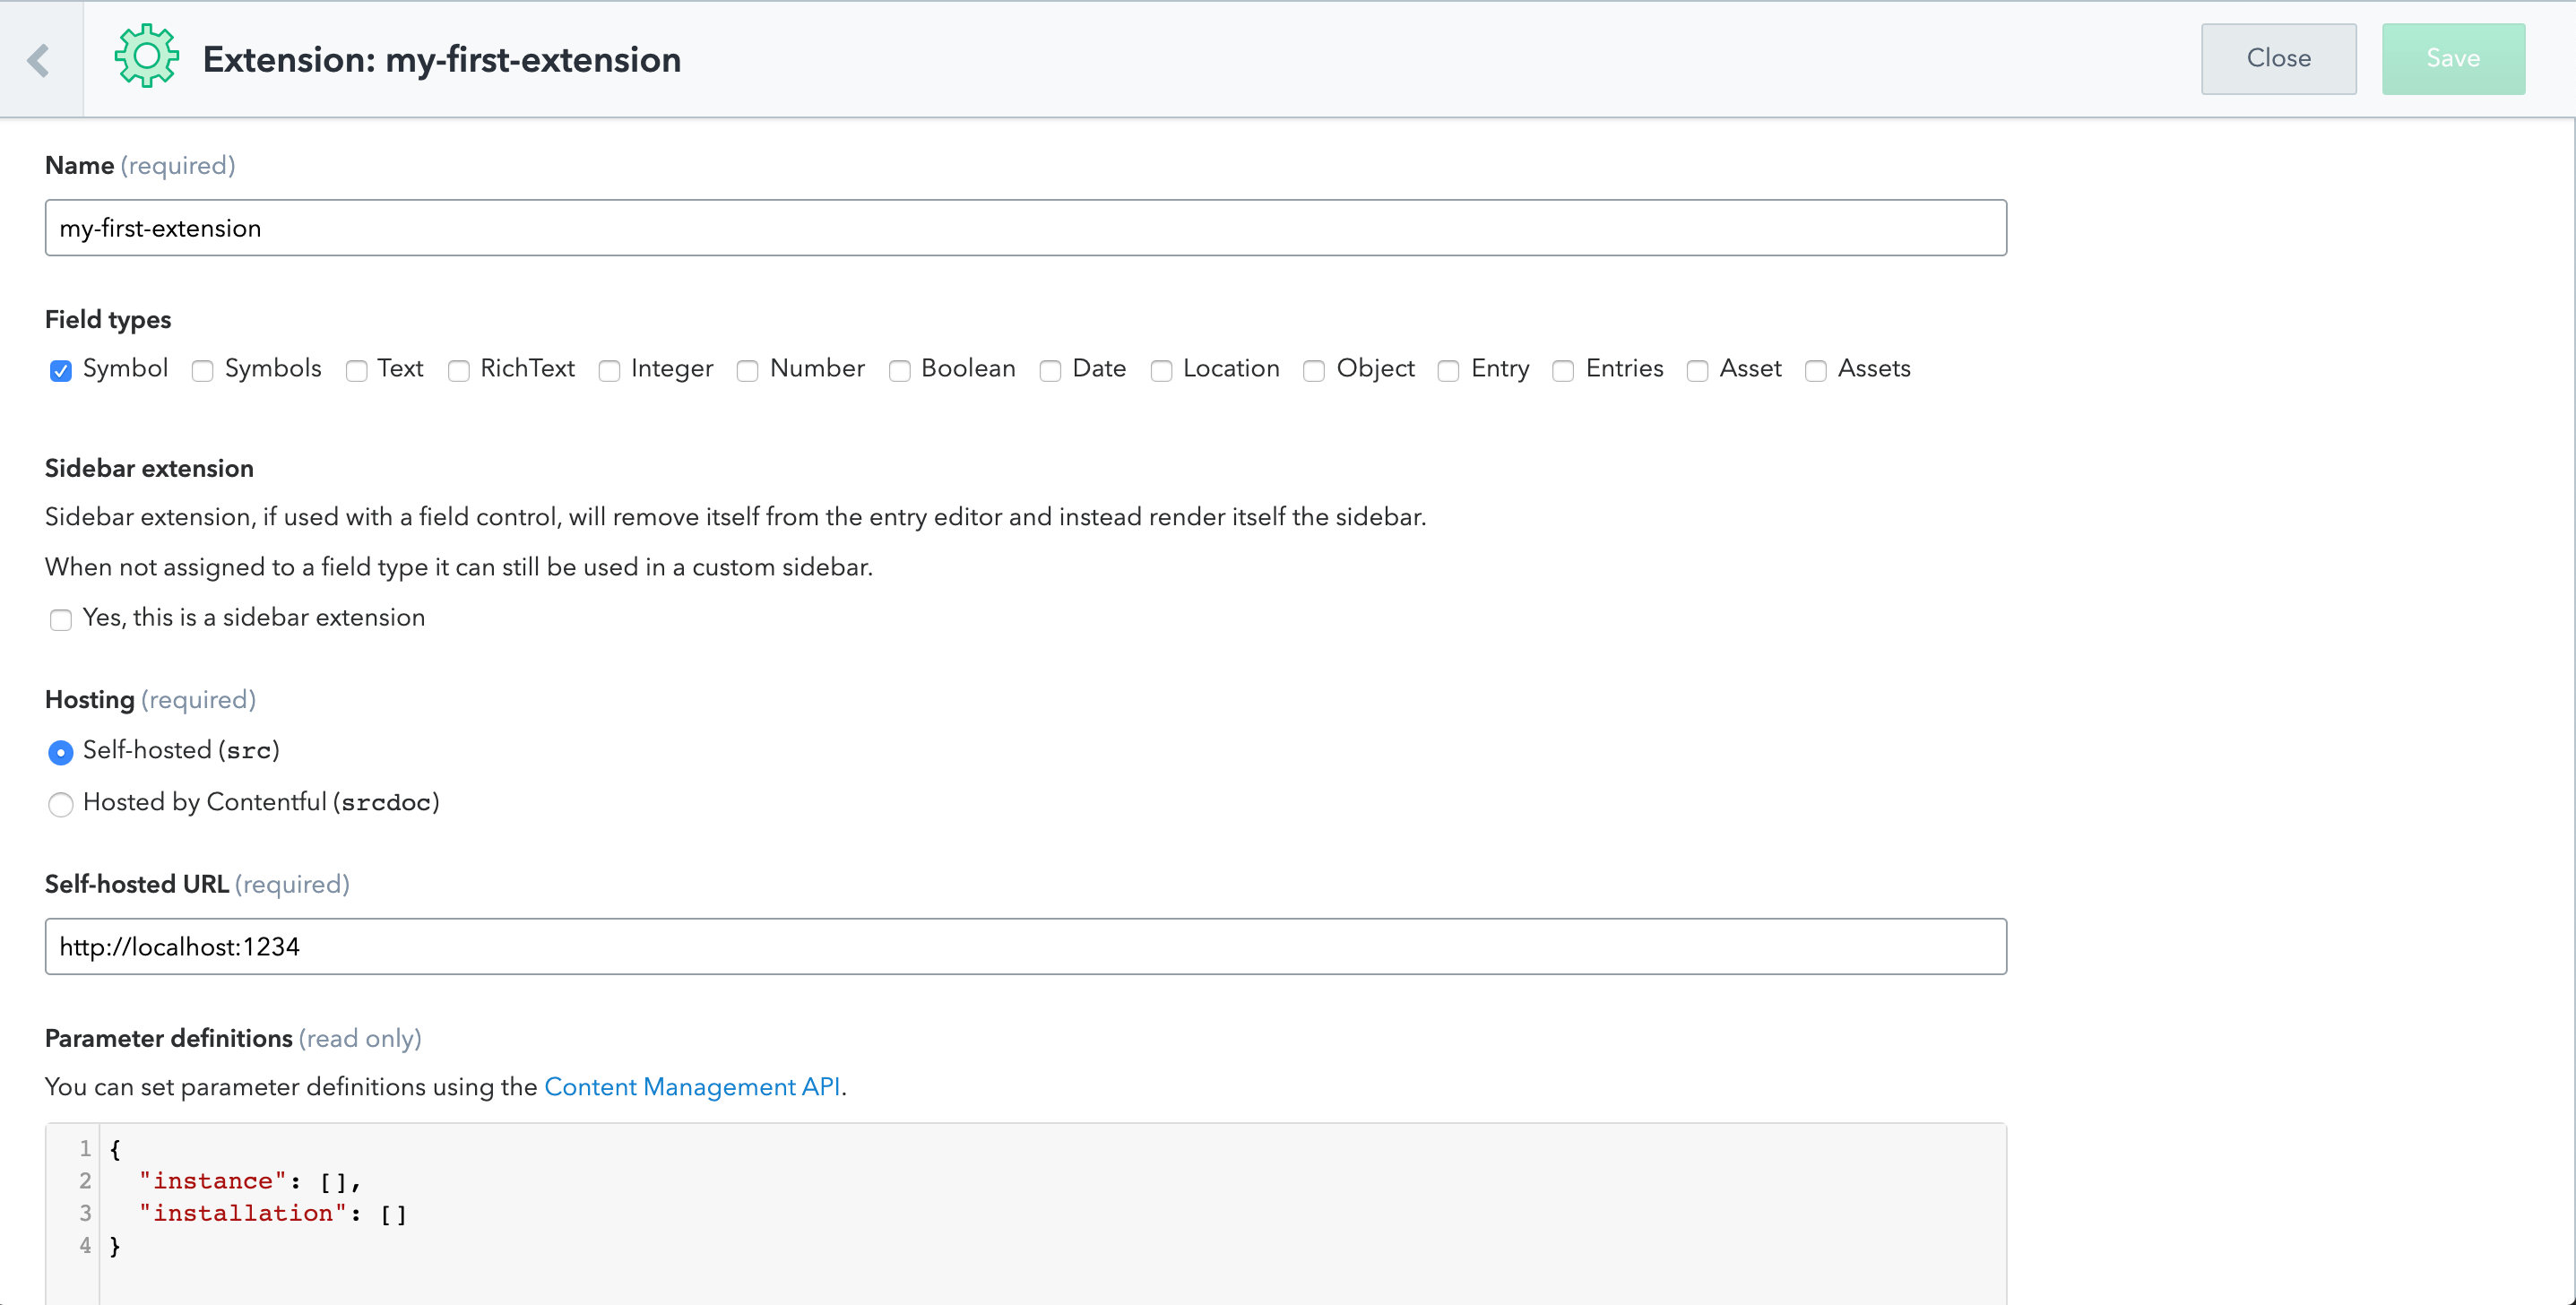 Extension: my-first-extension
Close
Save
Name (required)
my-first-extension
Field types
Symbol Symbols Text RichText Integer Number Boolean Date Location Object Entry Entries Asset Assets
Sidebar extension
Sidebar extension, if used with a field control, will remove itself from the entry editor and instead render itself the sidebar.
When not assigned to a field type it can still be used in a custom sidebar.
Yes, this is a sidebar extension
Hosting (required)
Self-hosted (src)
Hosted by Contentful (srcdoc)
Self-hosted URL (required)
http://localhost:1234
Parameter definitions (read only)
You can set parameter definitions using the Content Management API.
1 {
2 "instance": [],
3 "installation": []
4 }